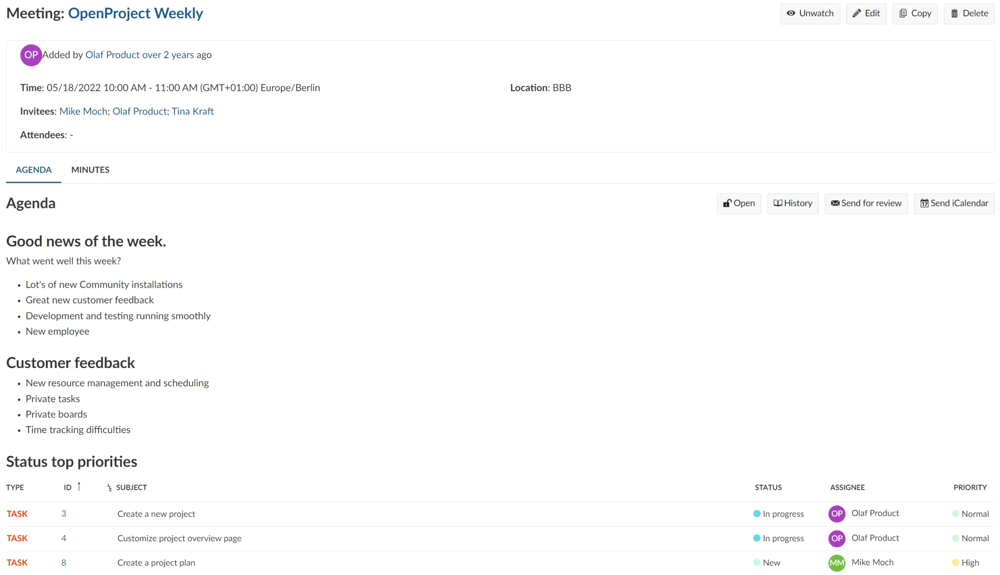 Meeting: OpenProject Weekly
Unwatch Edit Copy Delete
OP Added by Olaf Product over 2 years ago
Time: 05/18/2022 10:00 AM - 11:00 AM (GMT+01:00) Europe/Berlin Location: BBB
Invitees: Mike Moch; Olaf Product; Tina Kraft
Attendees: -
AGENDA MINUTES
Agenda Open History Send for review 17 Send iCalendar
Good news of the week.
What went well this week?
• Lot's of new Community installations
• Great new customer feedback
• Development and testing running smoothly
• New employee
Customer feedback
• New resource management and scheduling
• Private tasks
• Private boards
• Time tracking difficulties
Status top priorities
TYPE ID ↑ SUBJECT STATUS ASSIGNEE PRIORITY
TASK 3 Create a new project In progress OP Olaf Product Normal
TASK 4 Customize project overview page In progress OP Olaf Product Normal
TASK 8 Create a project plan New MM Mike Moch High